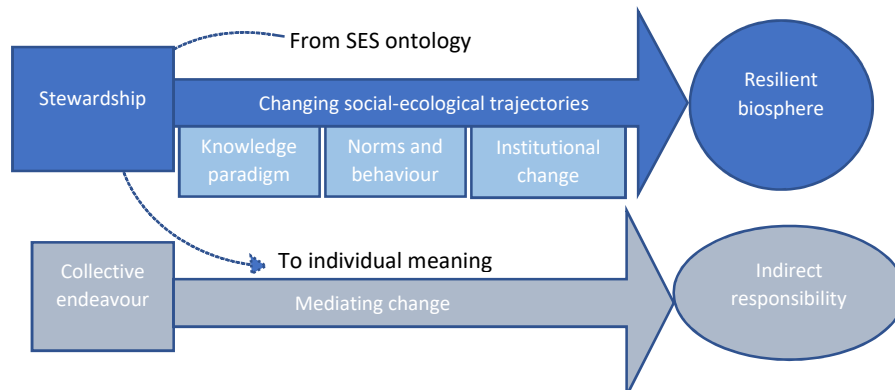 From SES ontology
Stewardship
Changing social-ecological trajectories
Resilient
biosphere
Knowledge
paradigm
Norms and
behaviour
Institutional
change
To individual meaning
Collective
endeavour
Mediating change
Indirect
responsibility